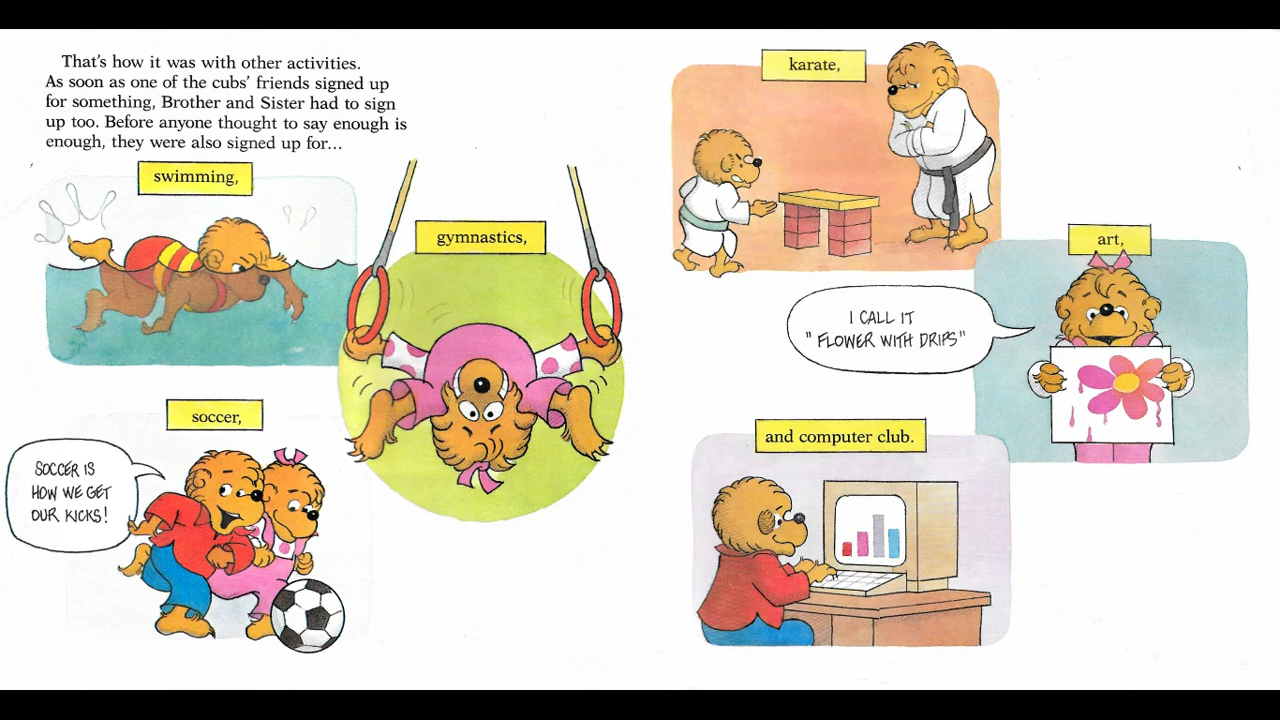 That's how it was with other activities.
As soon as one of the cubs' friends signed up
for something, Brother and Sister had to sign
up too. Before anyone thought to say enough is
enough, they were also signed up for...
swimming,
gymnastics,
soccer,
SOCCER IS
HOW WE GET
OUR KICKS!
karate,
art,
I CALL IT
"FLOWER WITH DRIPS"
and computer club.